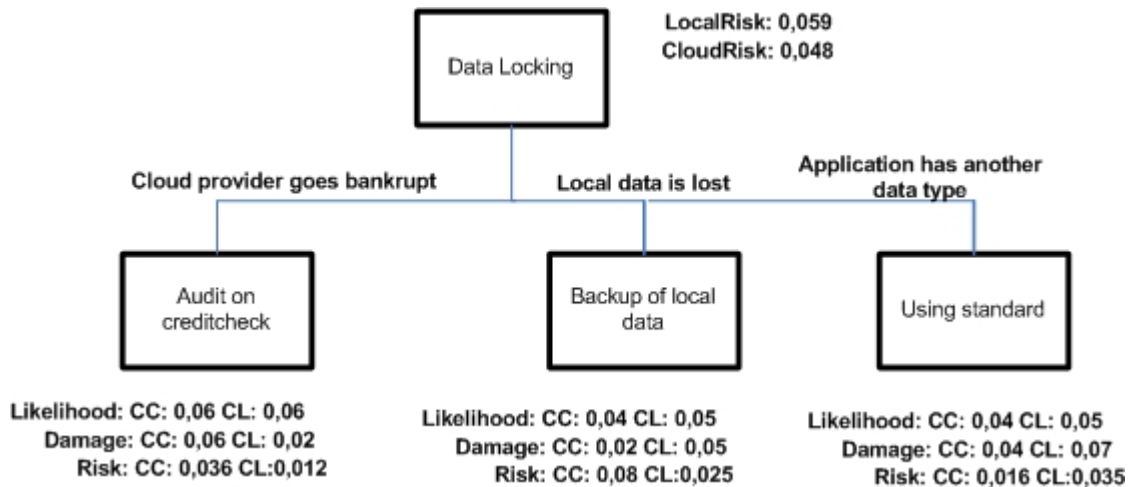 LocalRisk: 0,059
CloudRisk: 0,048
Data Locking
Cloud provider goes bankrupt
Local data is lost
Application has another
data type
Audit on
creditcheck
Backup of local
data
Using standard
Likelihood: CC: 0,06 CL: 0,06
Damage: CC: 0,06 CL: 0,02
Risk: CC: 0,036 CL:0,012
Likelihood: CC: 0,04 CL: 0,05
Damage: CC: 0,02 CL: 0,05
Risk: CC: 0,08 CL:0,025
Likelihood: CC: 0,04 CL: 0,05
Damage: CC: 0,04 CL: 0,07
Risk: CC: 0,016 CL:0,035